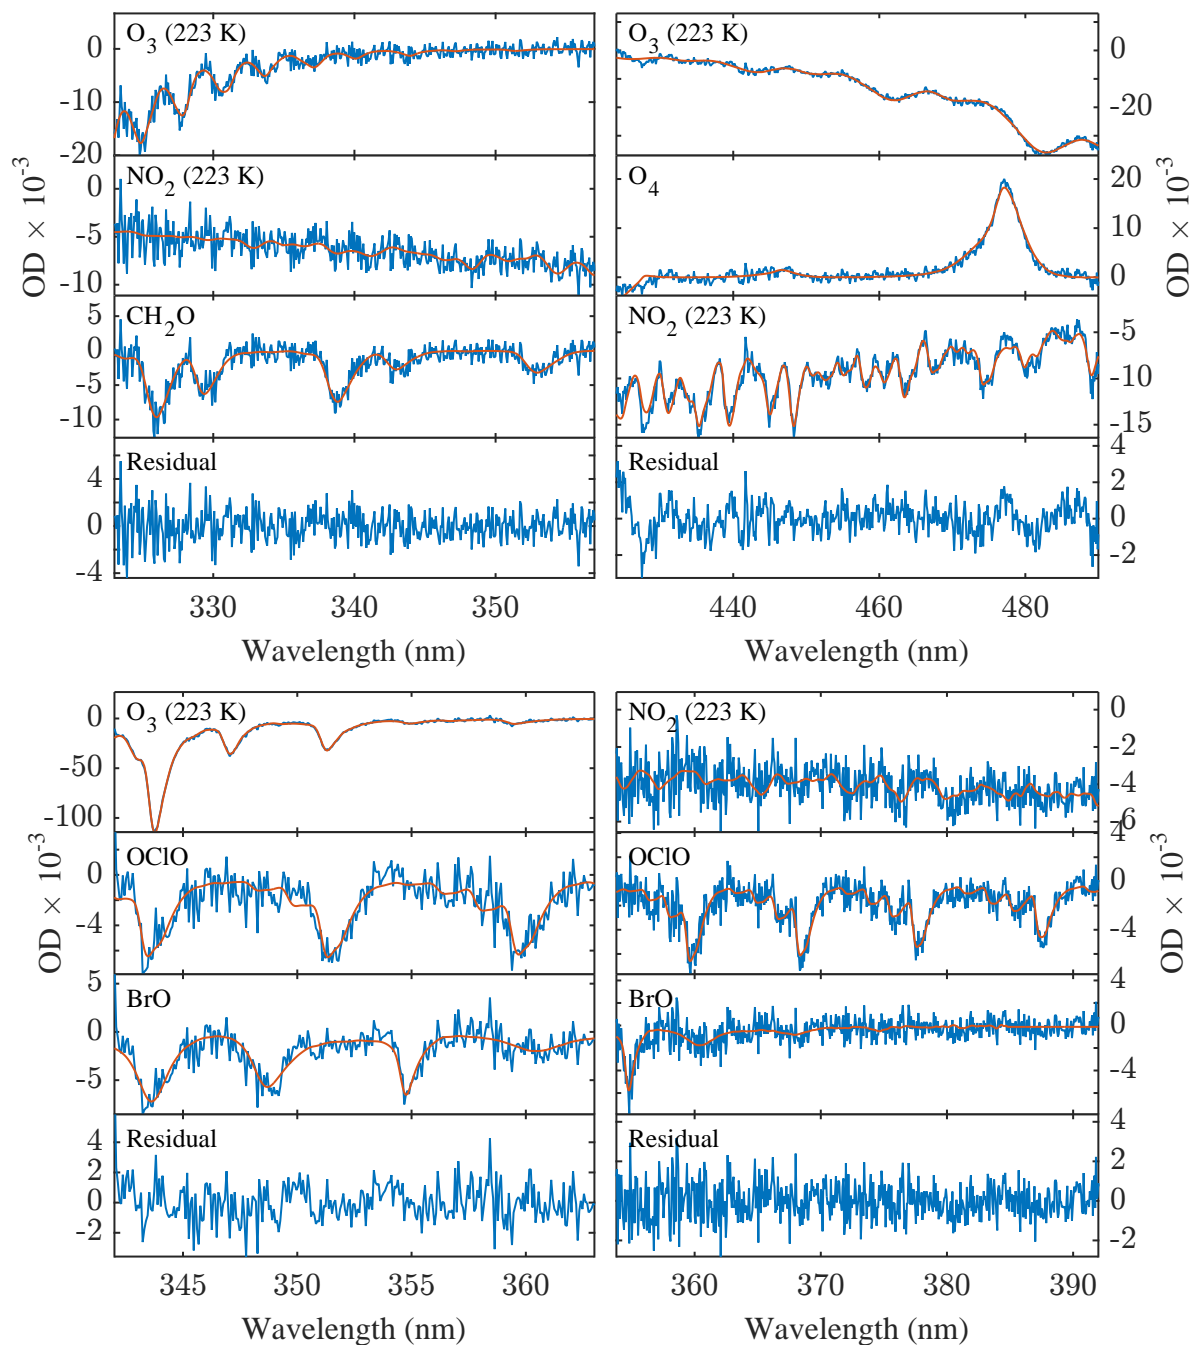 O3 (223 K)
0
-10
-20
NO2 (223 K)
0
-5
-10
CH2O
5
0
-5
-10
Residual
4
0
-4
330
340
350
Wavelength (nm)
OD × 10-3
O3 (223 K)
0
-20
O4
20
10
0
NO2 (223 K)
-5
-10
-15
Residual
4
2
0
-2
440
460
480
Wavelength (nm)
OD × 10-3
O3 (223 K)
0
-50
-100
OClO
0
-4
-8
BrO
5
0
-5
Residual
4
2
0
-2
345
350
355
360
Wavelength (nm)
OD × 10-3
NO2 (223 K)
0
-2
-4
-6
OClO
4
0
-4
BrO
4
4
0
-4
Residual
4
2
0
-2
360
370
380
390
Wavelength (nm)
OD × 10-3